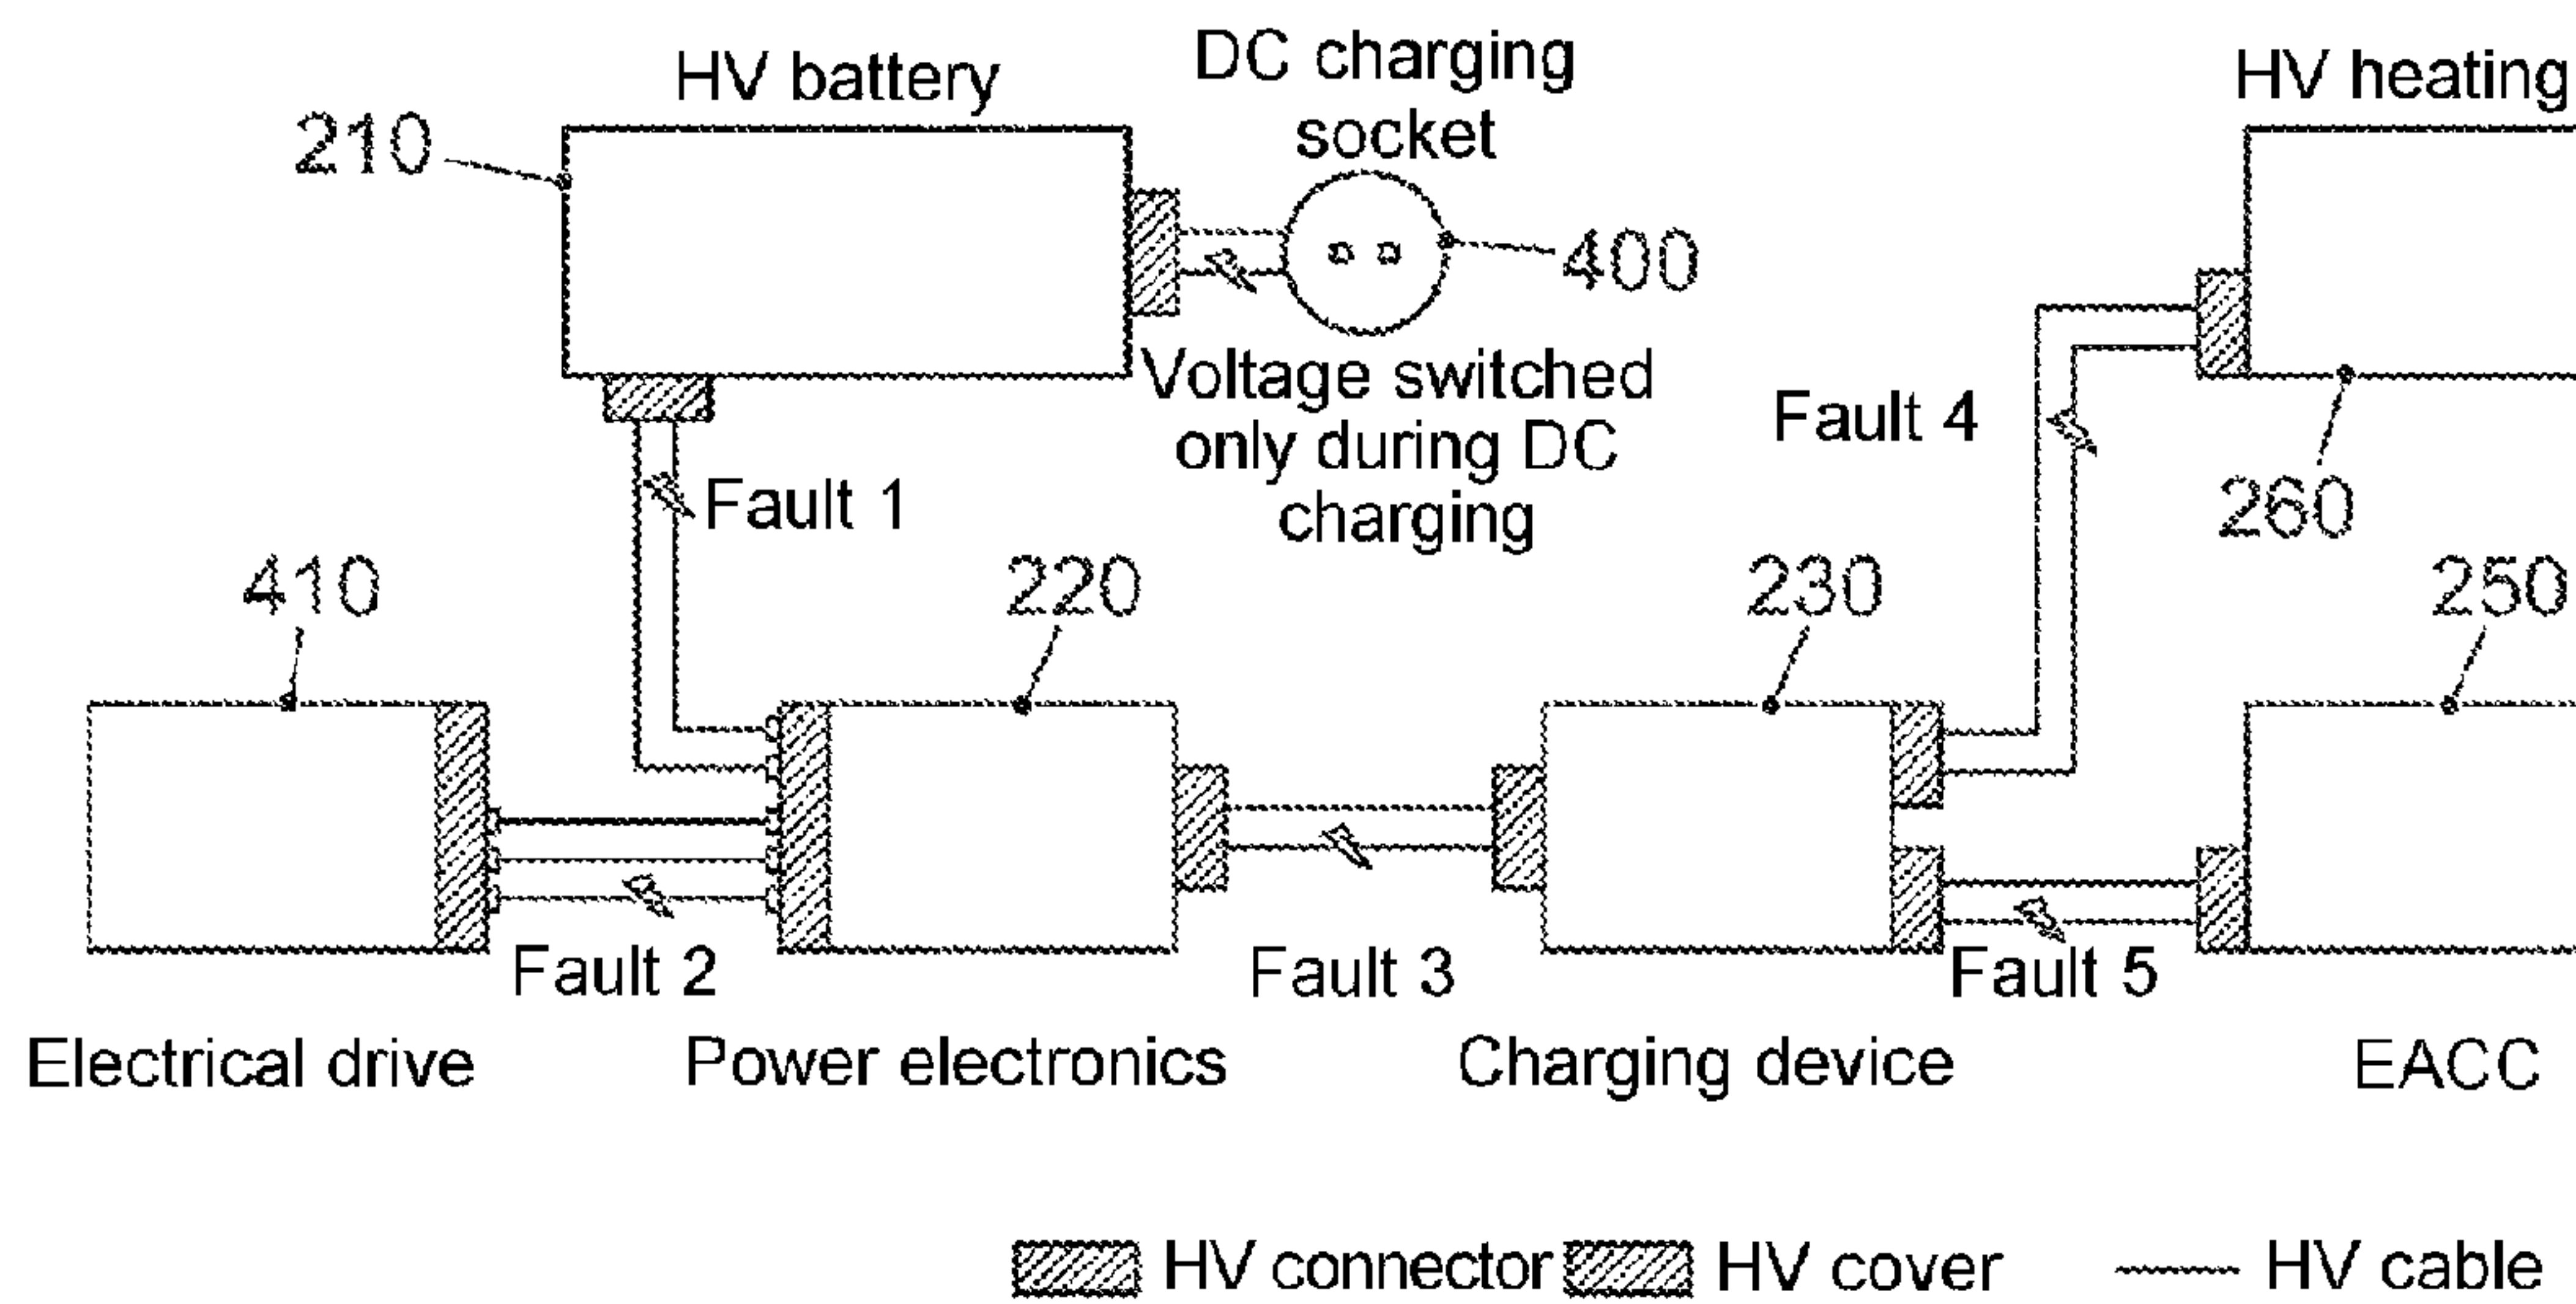 HV battery
DC charging
socket
HV heating
210
400
Voltage switched
only during DC
charging
Fault 4
Fault 1
260
410
220
230
250
Fault 2
Fault 3
Fault 5
Electrical drive
Power electronics
Charging device
EACC
HV connector
HV cover
HV cable